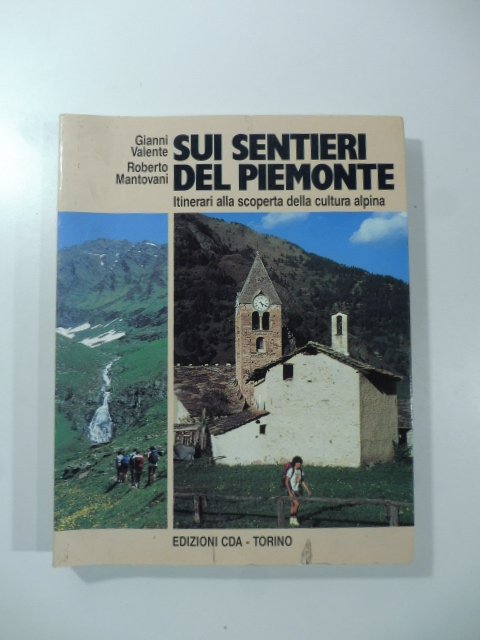 Gianni
Valente
Roberto
Mantovani
SUI SENTIERI
DEL PIEMONTE
Itinerari alla scoperta della cultura alpina
EDIZIONI CDA - TORINO